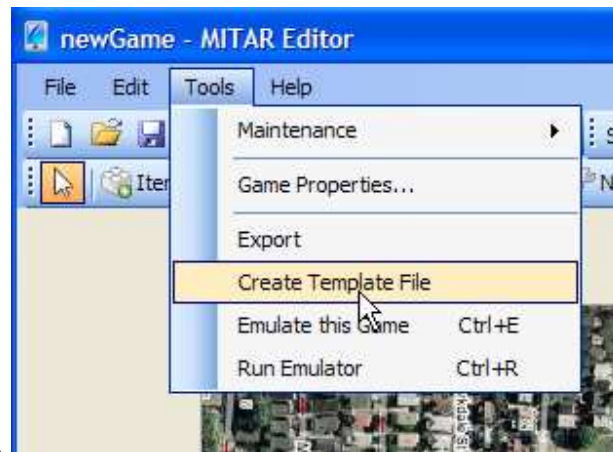 newGame - MITAR Editor
File Edit Tools Help
Maintenance
Item
Game Properties...
Export
Create Template File
Emulate this Game Ctrl+E
Run Emulator Ctrl+R